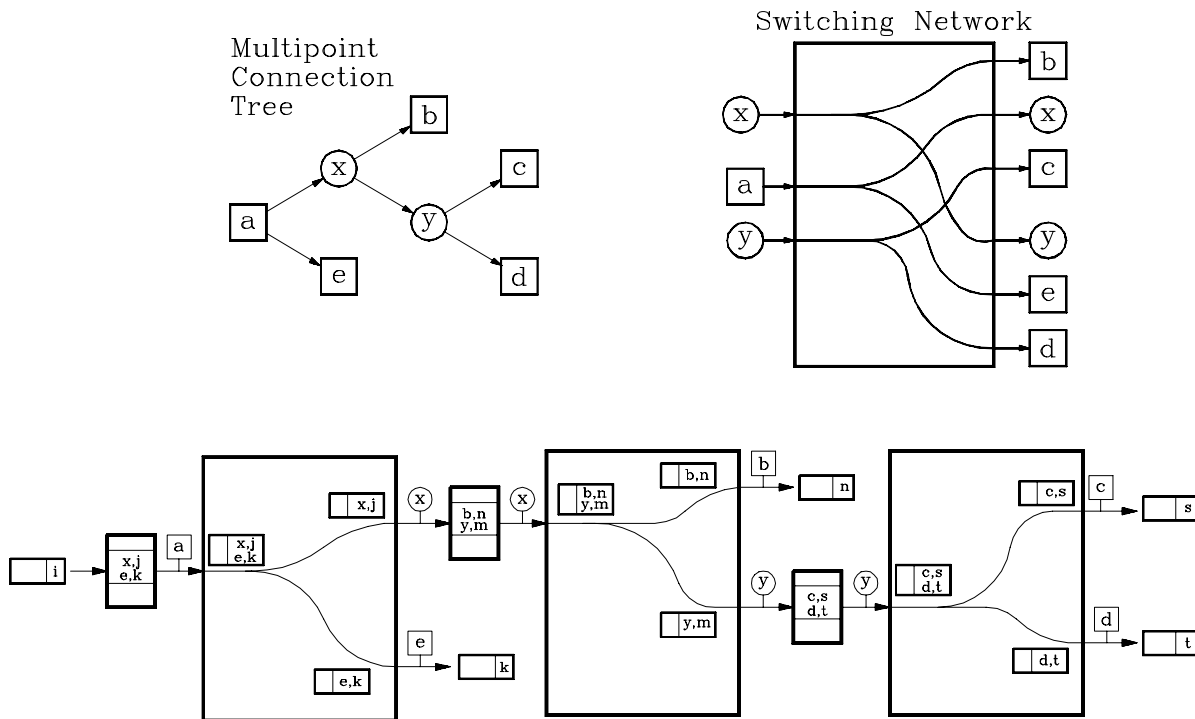 Switching Network
Multipoint
Connection
Tree
b
x
y
a
e
c
d
x
a
y
b
x
c
y
e
d
i
x,j
e,k
a
x,j
e,k
x,j
x
b,n
y,m
x
e,k
e
k
b,n
y,m
b,n
b
n
y,m
y
c,s
d,t
y
c,s
d,t
c,s
c
s
d,t
d
t